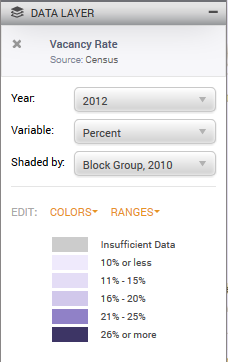 DATA LAYER
Vacancy Rate
Source: Census
Year: 2012
Variable: Percent
Shaded by: Block Group, 2010
EDIT: COLORS RANGES
Insufficient Data
10% or less
11% - 15%
16% - 20%
21% - 25%
26% or more